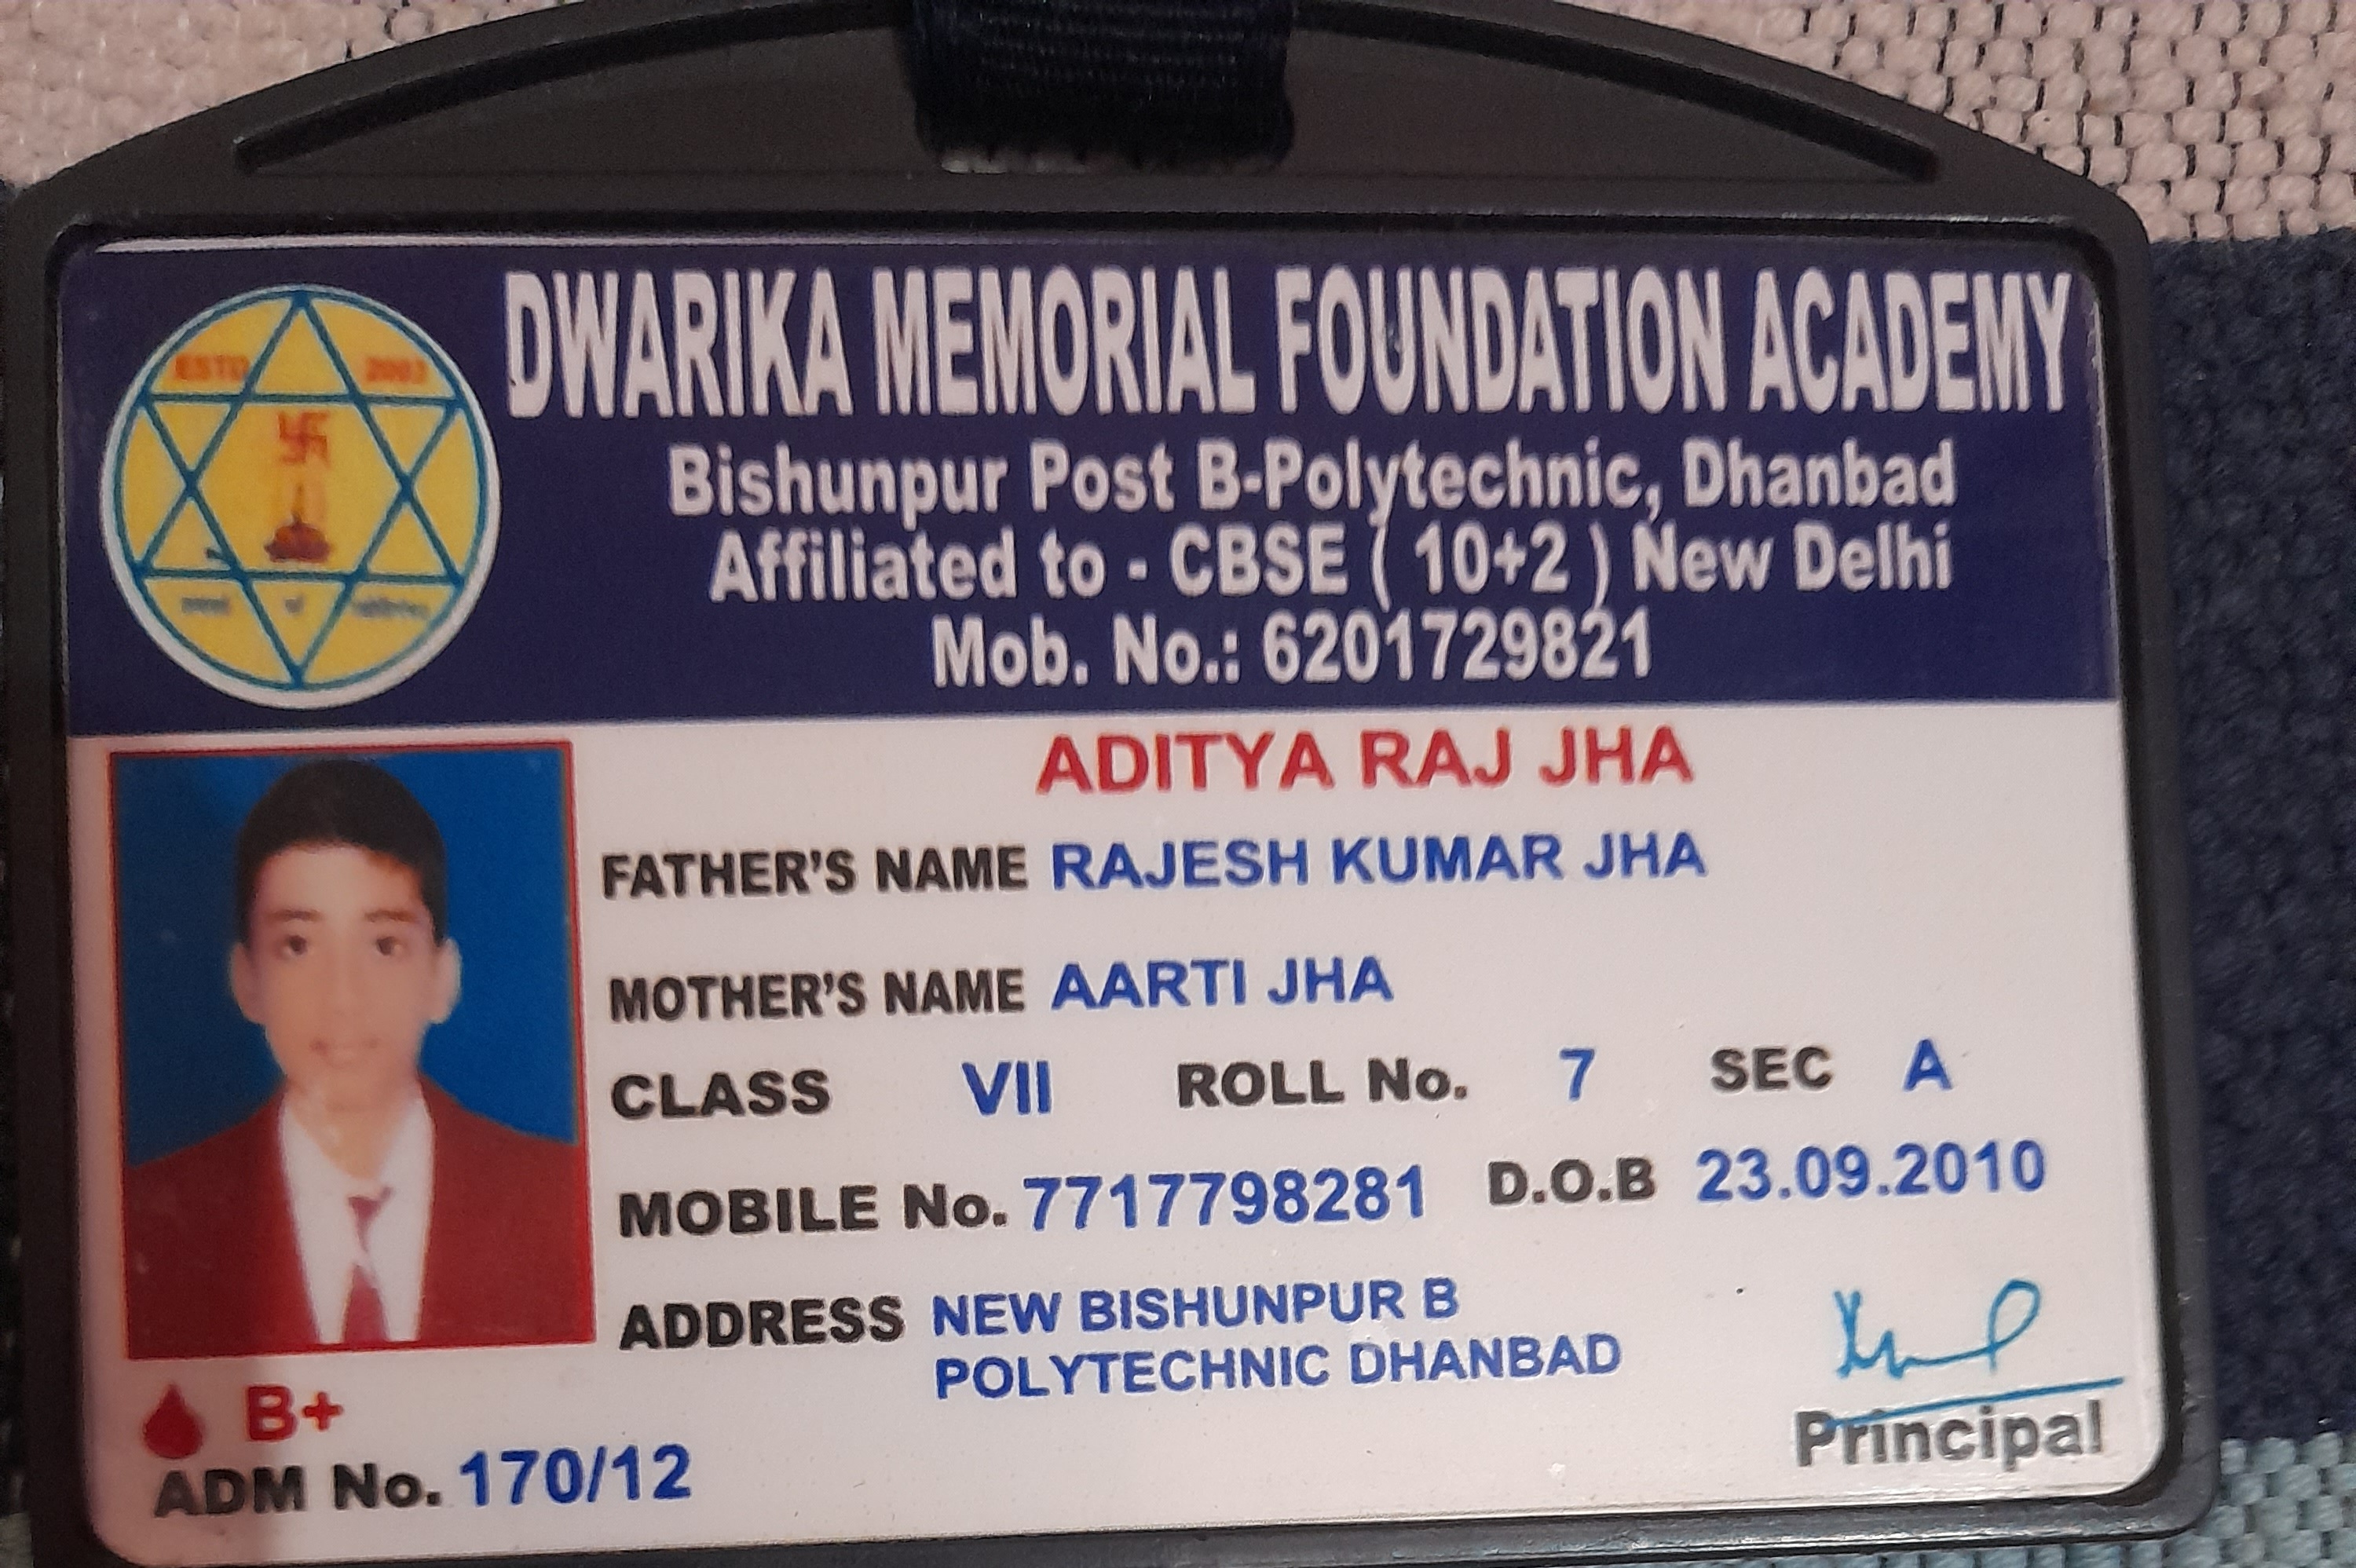 DWARIKA MEMORIAL FOUNDATION ACADEMY
Bishunpur Post B-Polytechnic, Dhanbad
Affiliated to - CBSE ( 10+2 ) New Delhi
Mob. No.: 6201729821
ESTD 2003
ADITYA RAJ JHA
FATHER'S NAME RAJESH KUMAR JHA
MOTHER'S NAME AARTI JHA
CLASS VII ROLL No. 7 SEC A
MOBILE No. 7717798281 D.O.B 23.09.2010
ADDRESS NEW BISHUNPUR B
POLYTECHNIC DHANBAD
B+
ADM No. 170/12
Principal